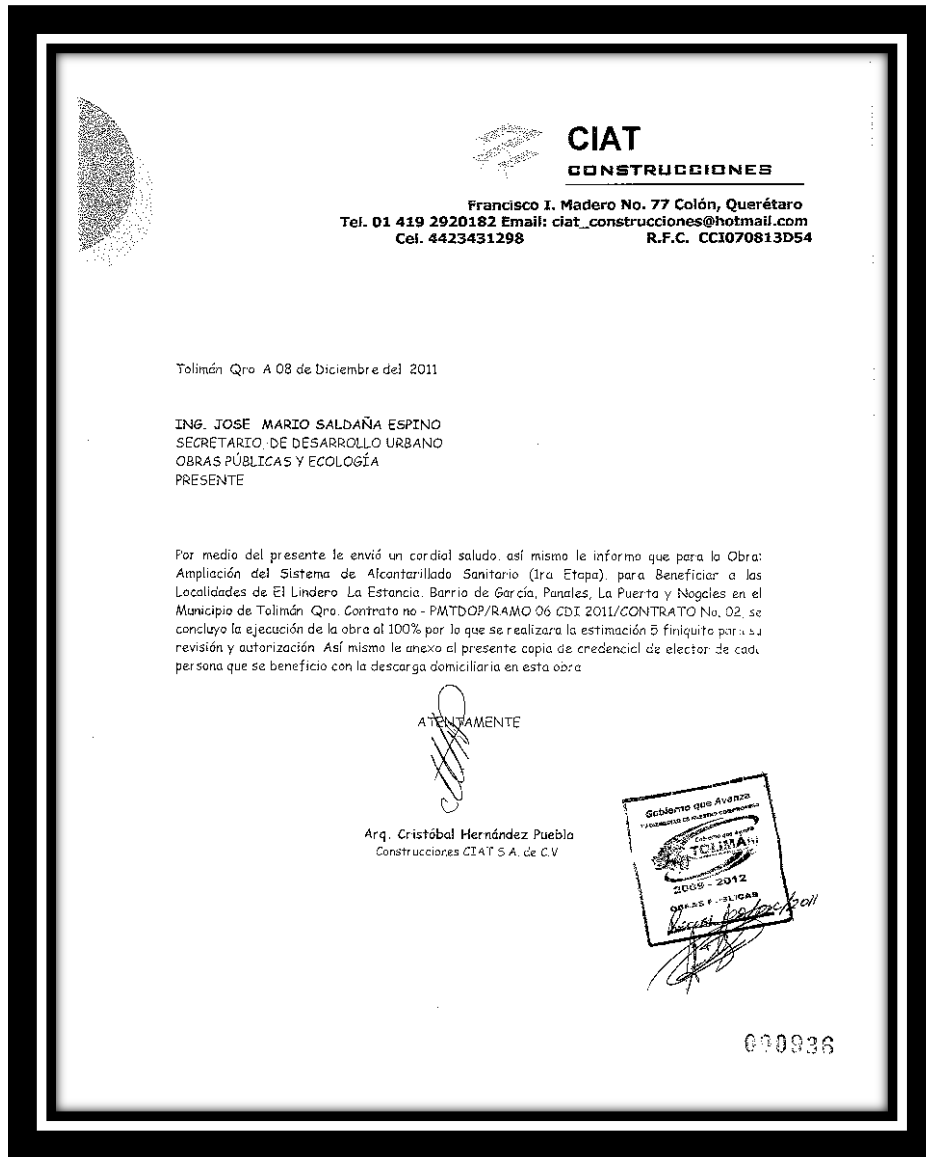 CIAT
CONSTRUCCIONES
Francisco I. Madero No. 77 Colón, Querétaro
Tel. 01 419 2920182 Email: ciat_construcciones@hotmail.com
Cel. 4423431298 R.F.C. CCI070813D54
Tolimán Qro A 08 de Diciembre del 2011
ING. JOSE MARIO SALDAÑA ESPINO
SECRETARIO, DE DESARROLLO URBANO
OBRAS PÚBLICAS Y ECOLOGÍA
PRESENTE
Por medio del presente le envió un cordial saludo, así mismo le informo que para la Obra:
Ampliación del Sistema de Alcantarillado Sanitario (1ra Etapa), para Beneficiar a las
Localidades de El Lindero La Estancia, Barrio de García, Panales, La Puerta y Nogales en el
Municipio de Tolimán Qro. Contrato no - PMTDOP/RAMO 06 CDI 2011/CONTRATO No. 02, se
concluyo la ejecución de la obra al 100% por lo que se realizara la estimación 5 finiquito para su
revisión y autorización Así mismo le anexo al presente copia de credencial de elector de cada
persona que se beneficio con la descarga domiciliaria en esta obra
ATENTAMENTE
Arq. Cristóbal Hernández Puebla
Construcciones CIAT S A. de C.V
Gobierno que Avanza
TOLIMÁN
2009 - 2012
OBRAS PUBLICAS
000936